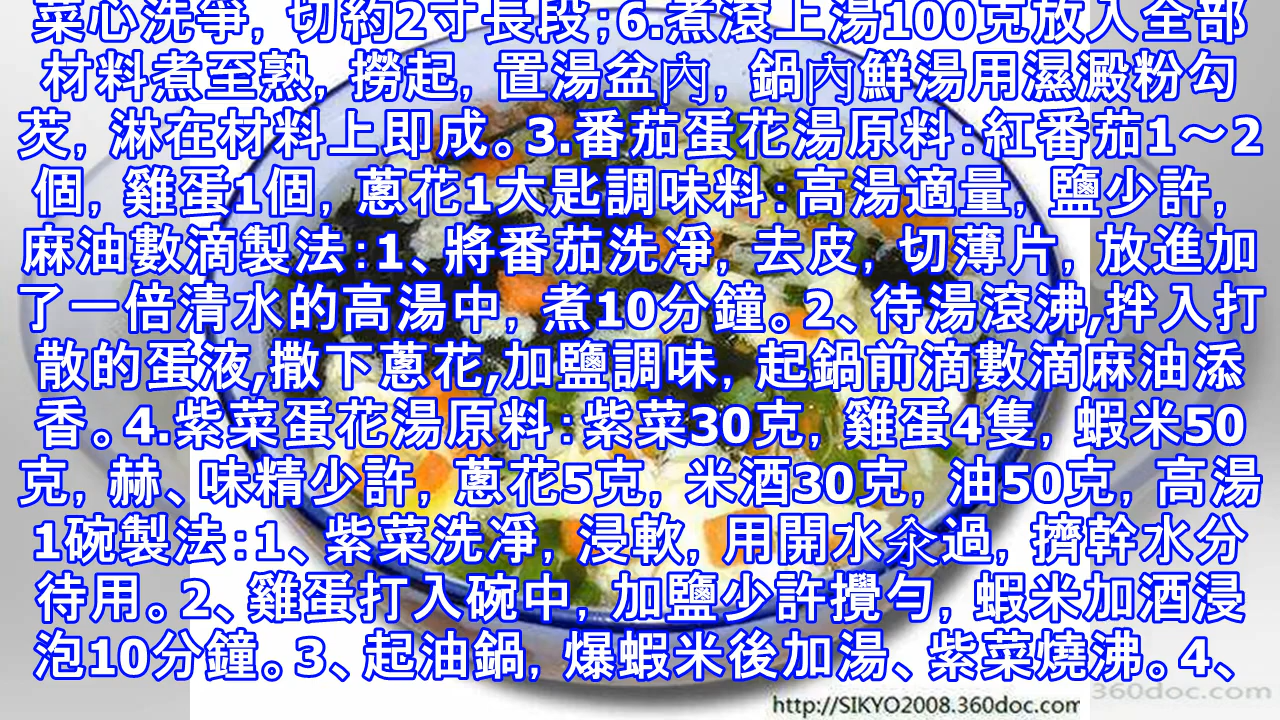 菜心洗爭, 切約2寸長段;6.煮滾上湯100克放入全部
材料煮至熟, 撈起, 置湯盆內, 鍋內鮮湯用濕澱粉勾
芡, 淋在材料上即成。3.番茄蛋花湯原料:紅番茄1～2
個, 雞蛋1個, 蔥花1大匙調味料:高湯適量, 鹽少許,
麻油數滴製法:1、將番茄洗淨, 去皮, 切薄片, 放進加
了一倍清水的高湯中, 煮10分鐘。2、待湯滾沸,拌入打
散的蛋液,撒下蔥花,加鹽調味, 起鍋前滴數滴麻油添
香。4.紫菜蛋花湯原料:紫菜30克, 雞蛋4隻, 蝦米50
克, 赫、味精少許, 蔥花5克, 米酒30克, 油50克, 高湯
1碗製法:1、紫菜洗淨, 浸軟, 用開水汆過, 擠幹水分
待用。2、雞蛋打入碗中, 加鹽少許攪勻, 蝦米加酒浸
泡10分鐘。3、起油鍋, 爆蝦米後加湯、紫菜燒沸。4、
360doc.com
http://SIKYO2008.360doc.com